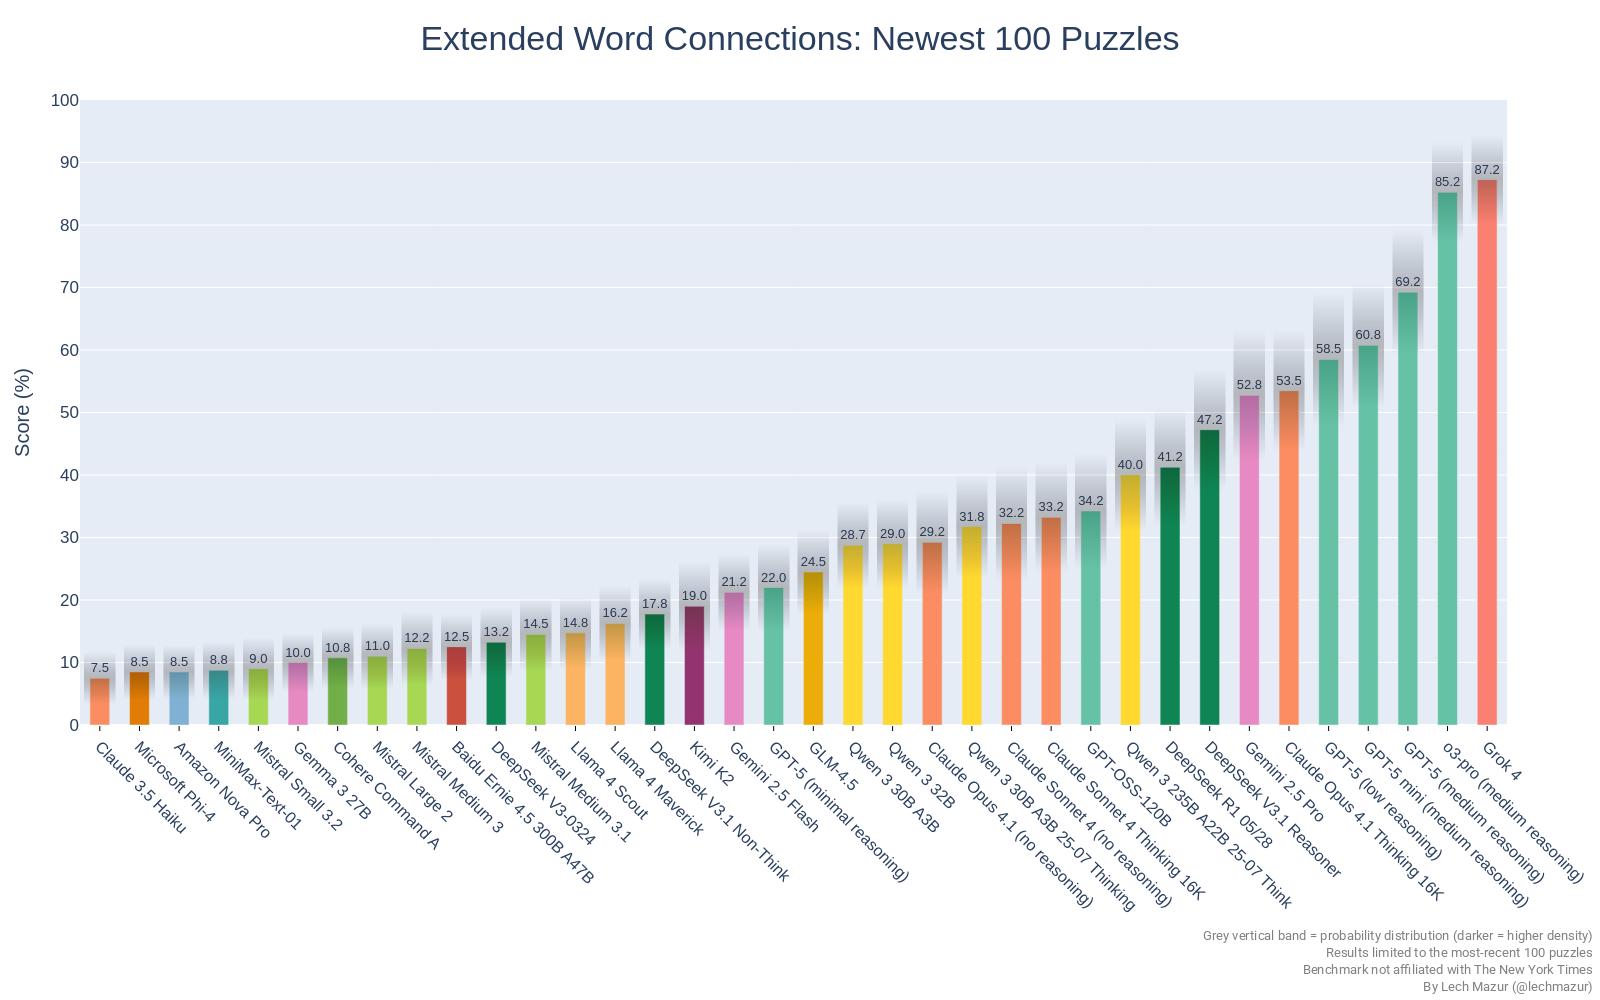 Extended Word Connections: Newest 100 Puzzles
Score (%)
100
90
80
70
60
50
40
30
20
10
0
7.5
8.5
8.5
8.8
9.0
10.0
10.8
11.0
12.2
12.5
13.2
14.5
14.8
16.2
17.8
19.0
21.2
22.0
24.5
28.7
29.0
29.2
31.8
32.2
33.2
34.2
40.0
41.2
47.2
52.8
53.5
58.5
60.8
69.2
85.2
87.2
Claude 3.5 Haiku
Microsoft Phi-4
Amazon Nova Pro
MiniMax-Text-01
Mistral Small 3.2
Gemma 3 27B
Cohere Command A
Mistral Large 2
Mistral Medium 3
Baidu Ernie 4.5 300B A47B
DeepSeek V3-0324
Mistral Medium 3.1
Llama 4 Scout
Llama 4 Maverick
DeepSeek V3.1 Non-Think
Kimi K2
Gemini 2.5 Flash
GPT-5 (minimal reasoning)
GLM-4.5
Qwen 3 30B A3B
Qwen 3 32B
Claude Opus 4.1 (no reasoning)
Qwen 3 30B A3B 25-07 Thinking
Claude Sonnet 4 (no reasoning)
Claude Sonnet 4 Thinking 16K
GPT-OSS-120B
Qwen 3 235B A22B 25-07 Think
DeepSeek R1 05/28
DeepSeek V3.1 Reasoner
Gemini 2.5 Pro
Claude Opus 4.1 Thinking 16K
GPT-5 (low reasoning)
GPT-5 mini (medium reasoning)
GPT-5 (medium reasoning)
o3-pro (medium reasoning)
Grok 4
Grey vertical band = probability distribution (darker = higher density)
Results limited to the most-recent 100 puzzles
Benchmark not affiliated with The New York Times
By Lech Mazur (@lechmazur)